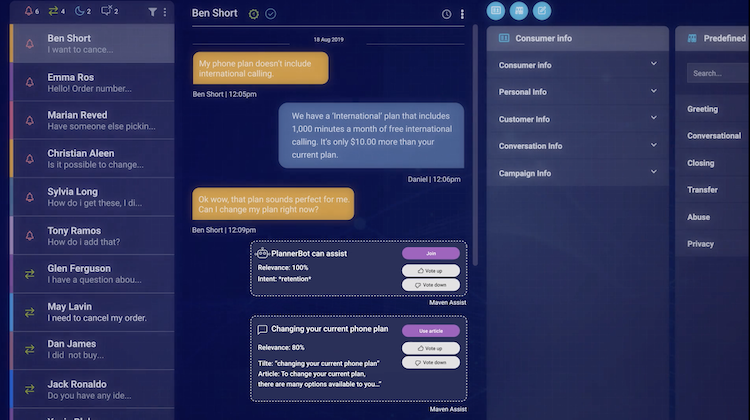 6 4 2 2
Ben Short
I want to cance...
Emma Ros
Hello! Order number...
Marian Reved
Have someone else pickin...
Christian Aleen
Is it possible to change...
Sylvia Long
How do i get these, I di...
Tony Ramos
How do i add that?
Glen Ferguson
I have a question abou...
May Lavin
I need to cancel my order.
Dan James
I did not buy...
Jack Ronaldo
Do you have any ide...
Ben Short
18 Aug 2019
My phone plan doesn't include
international calling.
Ben Short | 12:05pm
We have a 'International' plan that includes
1,000 minutes a month of free international
calling. It's only $10.00 more than your
current plan.
Daniel | 12:06pm
Ok wow, that plan sounds perfect for me.
Can I change my plan right now?
Ben Short | 12:09pm
PlannerBot can assist
Relevance: 100%
Intent: *retention*
Join
Vote up
Vote down
Maven Assist
Changing your current phone plan
Relevance: 80%
Tilte: "changing your current phone plan"
Article: To change your current plan,
there are many options available to you..."
Use article
Vote up
Vote down
Maven Assist
Consumer info
Consumer info
Personal Info
Customer Info
Conversation Info
Campaign Info
Predefined
Search...
Greeting
Conversational
Closing
Transfer
Abuse
Privacy